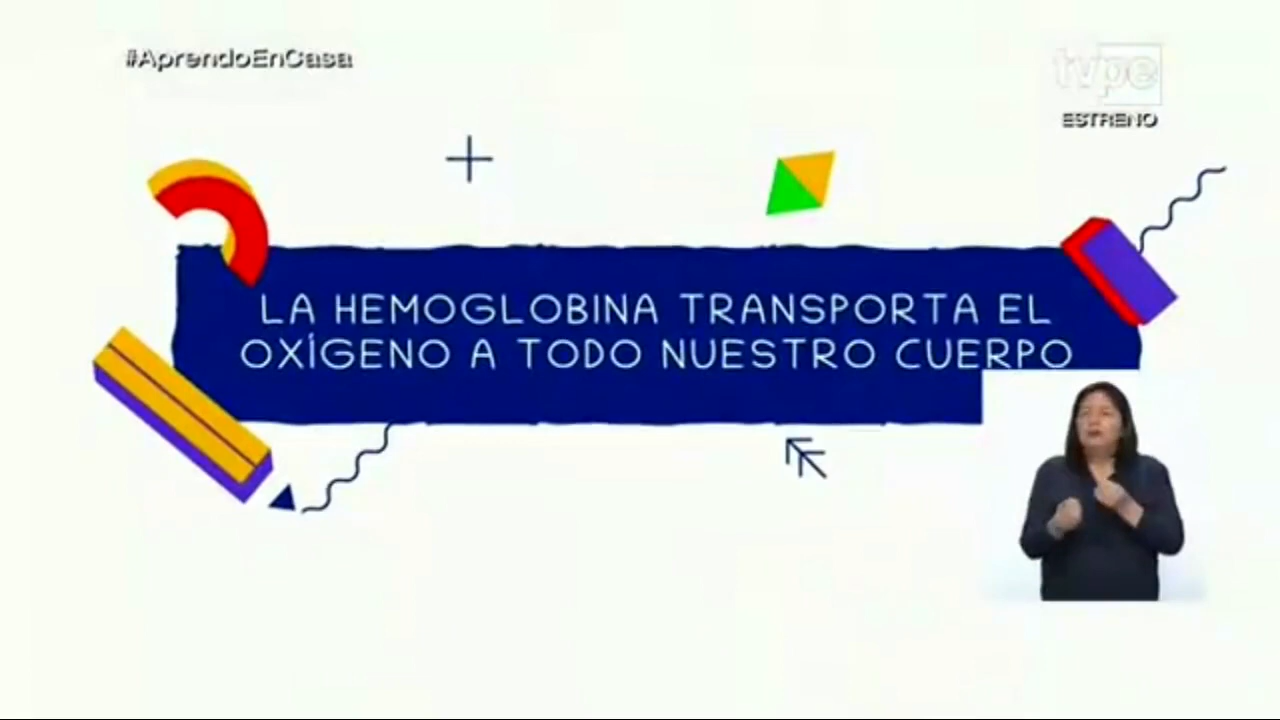 #AprendoEnCasa
tvpe
ESTRENO
LA HEMOGLOBINA TRANSPORTA EL
OXÍGENO A TODO NUESTRO CUERPO